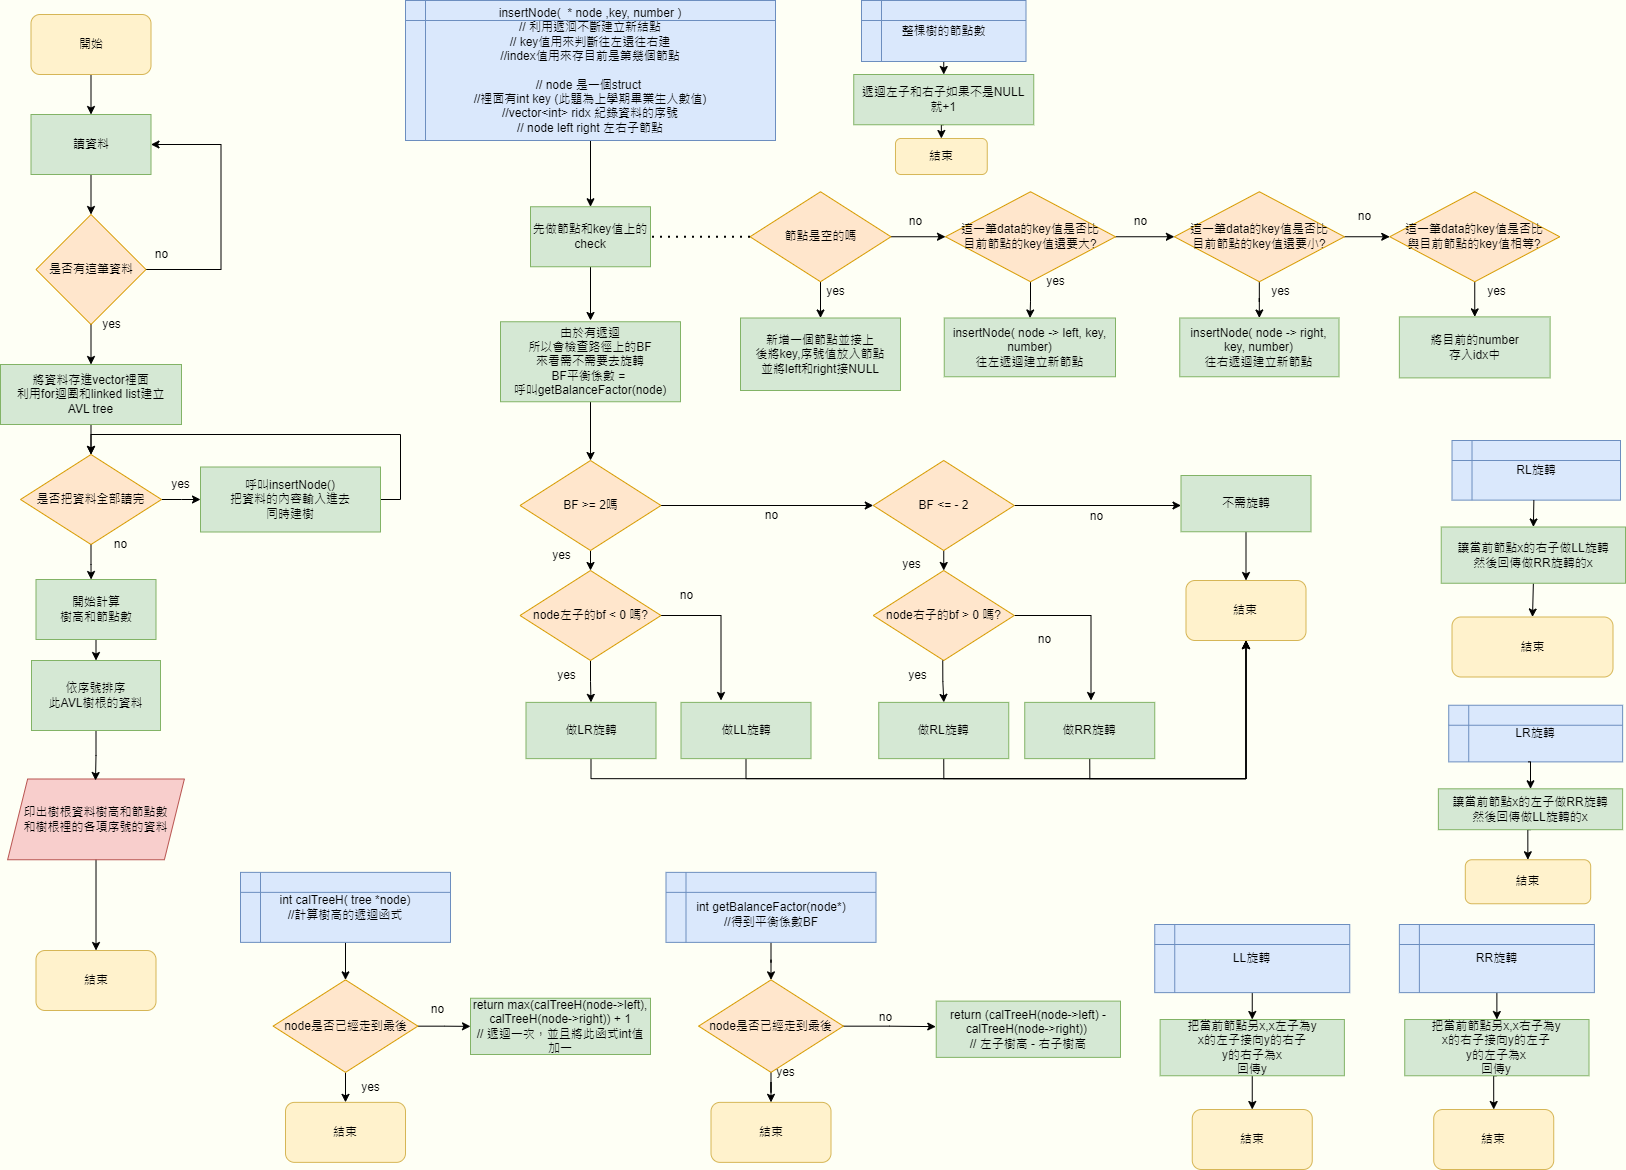 開始
讀資料
是否有這筆資料
no
yes
將資料存進vector裡面
利用for迴圈和linked list建立
AVL tree
是否把資料全部讀完
yes
呼叫insertNode()
把資料的內容輸入進去
同時建樹
no
開始計算
樹高和節點數
依序號排序
此AVL樹根的資料
印出樹根資料樹高和節點數
和樹根裡的各項序號的資料
結束
insertNode(  * node ,key, number )
// 利用遞迴不斷建立新結點
// key值用來判斷往左還往右建
//index值用來存目前是第幾個節點
// node 是一個struct
//裡面有int key (此題為上學期畢業生人數值)
//vector<int> ridx 紀錄資料的序號
// node left right 左右子節點
整棵樹的節點數
遞迴左子和右子如果不是NULL
就+1
結束
先做節點和key值上的
check
節點是空的嗎
no
yes
新增一個節點並接上
後將key,序號值放入節點
並將left和right接NULL
這一筆data的key值是否比
目前節點的key值還要大?
no
yes
insertNode( node -> left, key,
number)
往左遞迴建立新節點
這一筆data的key值是否比
目前節點的key值還要小?
no
yes
insertNode( node -> right,
key, number)
往右遞迴建立新節點
這一筆data的key值是否比
與目前節點的key值相等?
yes
將目前的number
存入idx中
由於有遞迴
所以會檢查路徑上的BF
來看需不需要去旋轉
BF平衡係數 =
呼叫getBalanceFactor(node)
BF >= 2嗎
no
yes
BF <= - 2
no
yes
不需旋轉
結束
node左子的bf < 0 嗎?
no
yes
node右子的bf > 0 嗎?
no
yes
做LR旋轉
做LL旋轉
做RL旋轉
做RR旋轉
RL旋轉
讓當前節點x的右子做LL旋轉
然後回傳做RR旋轉的x
結束
LR旋轉
讓當前節點x的左子做RR旋轉
然後回傳做LL旋轉的x
結束
int calTreeH( tree *node)
//計算樹高的遞迴函式
node是否已經走到最後
no
yes
return max(calTreeH(node->left),
calTreeH(node->right)) + 1
// 遞迴一次，並且將此函式int值
加一
結束
int getBalanceFactor(node*)
//得到平衡係數BF
node是否已經走到最後
no
yes
return (calTreeH(node->left) -
calTreeH(node->right))
// 左子樹高 - 右子樹高
結束
LL旋轉
把當前節點另x,x左子為y
x的左子接向y的右子
y的右子為x
回傳y
結束
RR旋轉
把當前節點另x,x右子為y
x的右子接向y的左子
y的左子為x
回傳y
結束